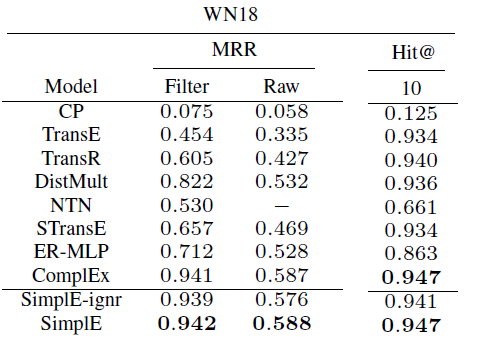 WN18
MRR Hit@
Model Filter Raw 10
CP 0.075 0.058 0.125
TransE 0.454 0.335 0.934
TransR 0.605 0.427 0.940
DistMult 0.822 0.532 0.936
NTN 0.530 − 0.661
STransE 0.657 0.469 0.934
ER-MLP 0.712 0.528 0.863
ComplEx 0.941 0.587 0.947
SimplE-ignr 0.939 0.576 0.941
SimplE 0.942 0.588 0.947